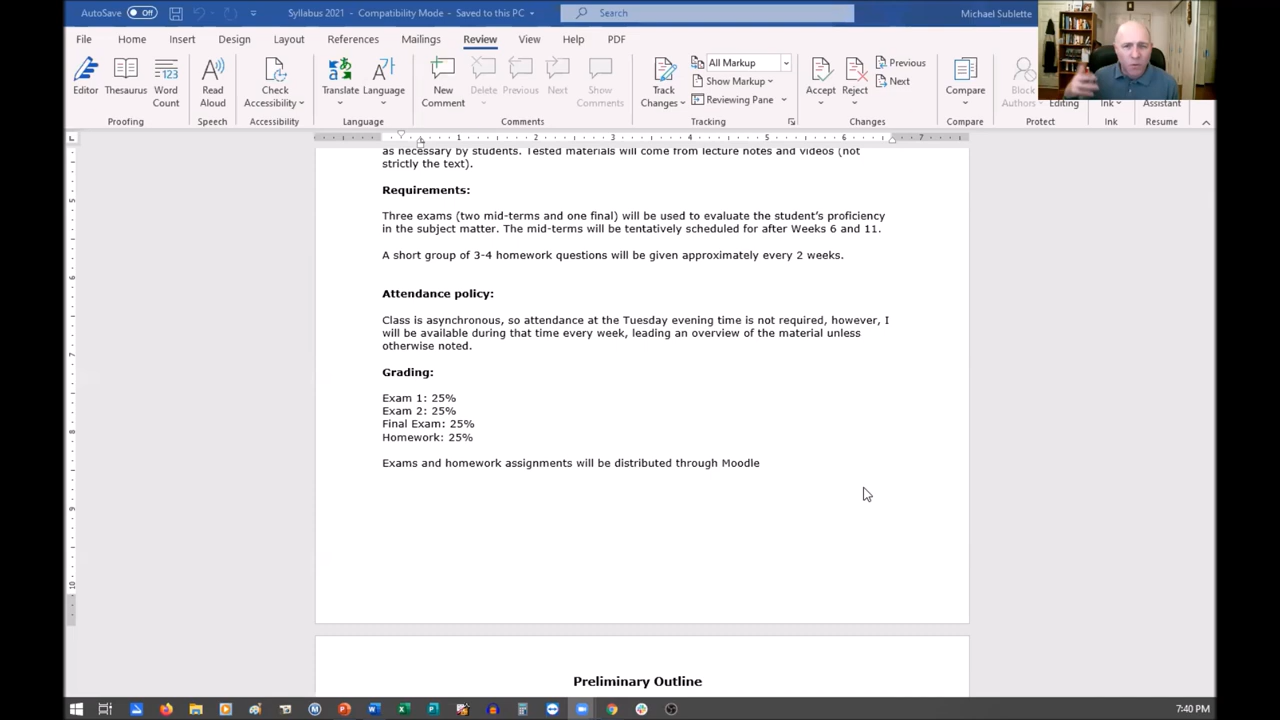 AutoSave Off Syllabus 2021 - Compatibility Mode - Saved to this PC Search Michael Sublette
File Home Insert Design Layout References Mailings Review View Help PDF
Editor Thesaurus Word Count Read Aloud Check Accessibility Translate Language New Comment Delete Previous Next Show Comments Track Changes All Markup Show Markup Reviewing Pane Accept Reject Previous Next Compare Block Authors Editing Ink Assistant
Proofing Speech Accessibility Language Comments Tracking Changes Compare Protect Ink Resume
1 2 3 4 5 6 7
as necessary by students. Tested materials will come from lecture notes and videos (not
strictly the text).
Requirements:
Three exams (two mid-terms and one final) will be used to evaluate the student's proficiency
in the subject matter. The mid-terms will be tentatively scheduled for after Weeks 6 and 11.
A short group of 3-4 homework questions will be given approximately every 2 weeks.
Attendance policy:
Class is asynchronous, so attendance at the Tuesday evening time is not required, however, I
will be available during that time every week, leading an overview of the material unless
otherwise noted.
Grading:
Exam 1: 25%
Exam 2: 25%
Final Exam: 25%
Homework: 25%
Exams and homework assignments will be distributed through Moodle
Preliminary Outline
7:40 PM